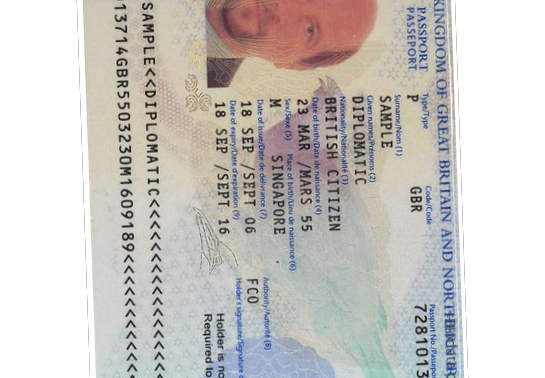 KINGDOM OF GREAT BRITAIN AND NORTHERN
PASSPORT
PASSEPORT
Type/Type Code/Code Passport No./Passeport
P GBR 7281013
Surname/Nom (1)
SAMPLE
Given names/Prénoms (2)
DIPLOMATIC
Nationality/Nationalité (3)
BRITISH CITIZEN
Date of birth/Date de naissance (4)
23 MAR /MARS 55
Sex/Sexe (5) Place of birth/Lieu de naissance (6)
M SINGAPORE
Date of issue/Date de délivrance (7) Authority/Autorité (8)
18 SEP /SEPT 06 FCO
Date of expiry/Date d'expiration (9) Holder's signature/Signature
18 SEP /SEPT 16
Holder is
Required to
SAMPLE<<DIPLOMATIC<<<<<<<<<<<<<<
13714GBR5503230M1609189<<<<<<<<<